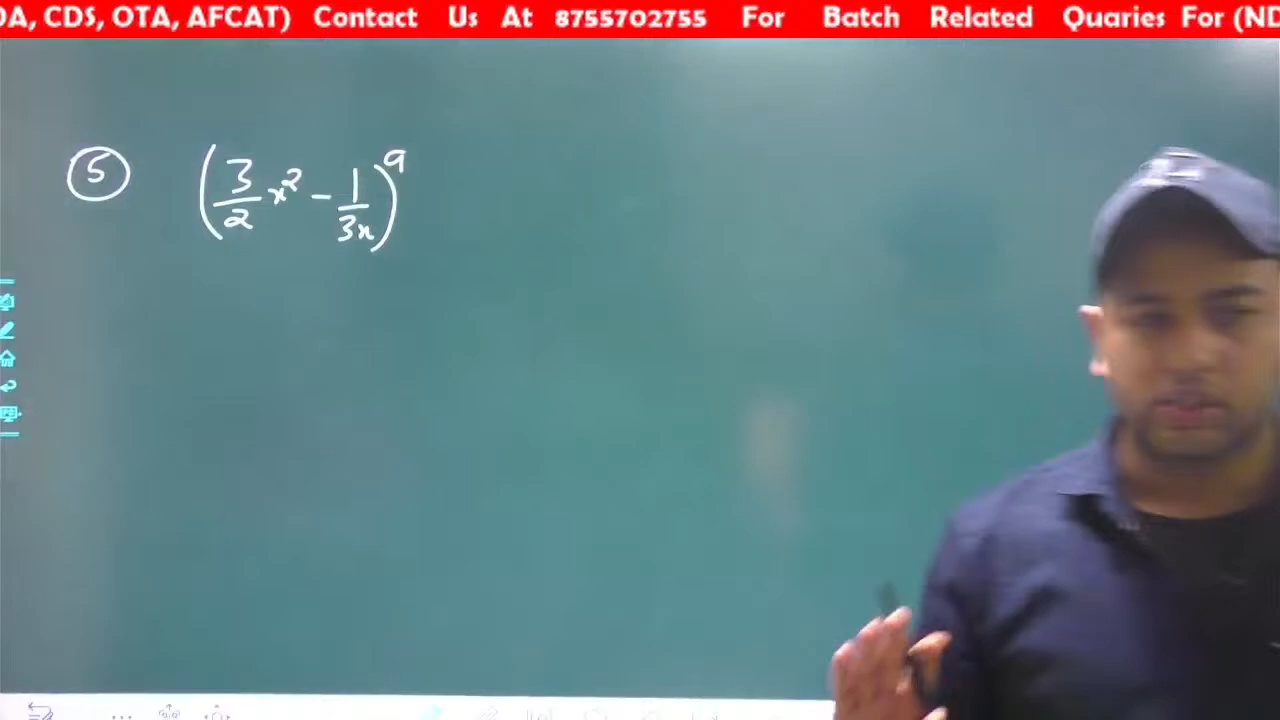 DA, CDS, OTA, AFCAT) Contact Us At 8755702755 For Batch Related Quaries For (ND
5 (3/2 x² - 1/3x)⁹